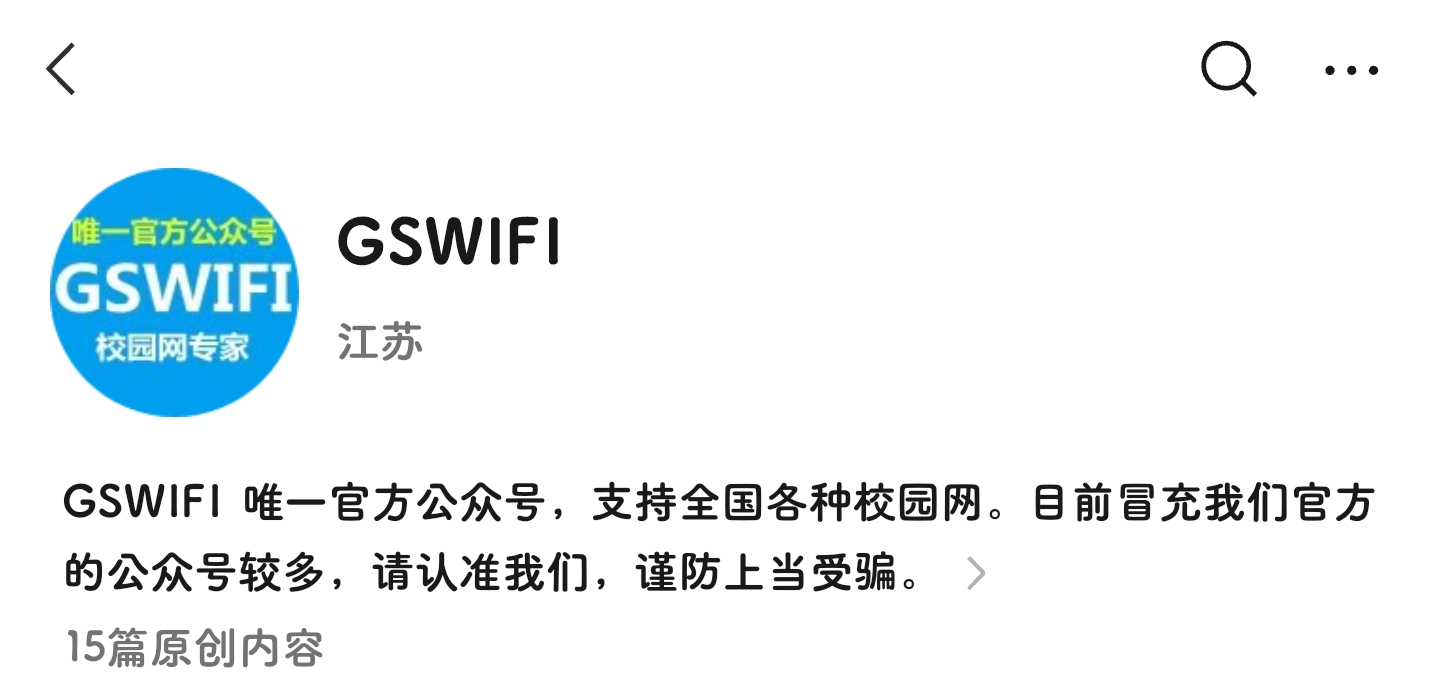 唯一官方公众号
GSWIFI
校园网专家
GSWIFI
江苏
GSWIFI 唯一官方公众号，支持全国各种校园网。目前冒充我们官方
的公众号较多，请认准我们，谨防上当受骗。
15篇原创内容